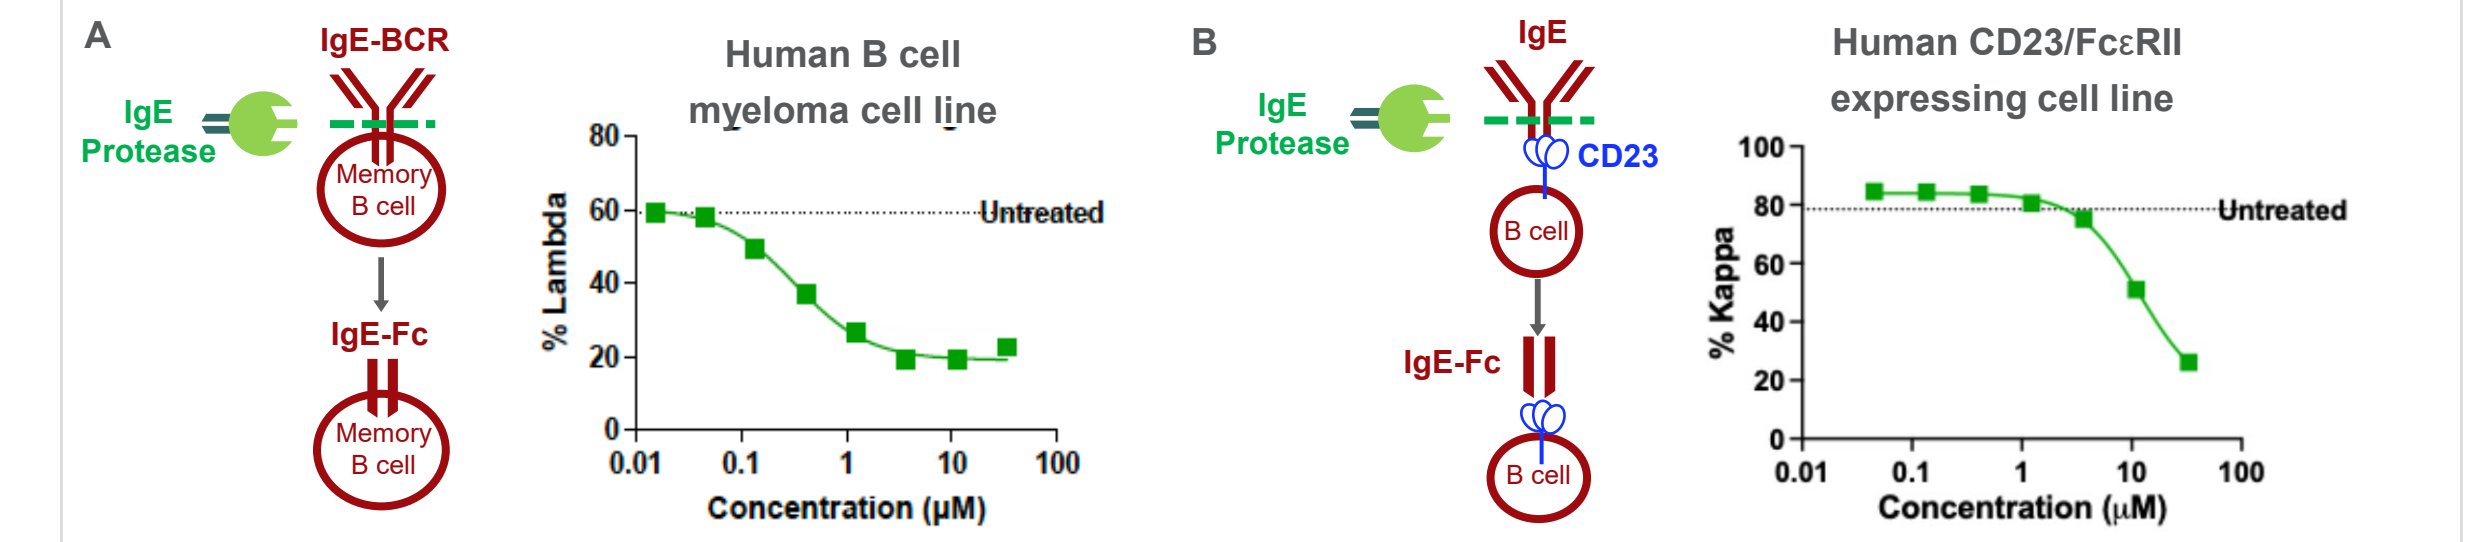 A
IgE-BCR
IgE
Protease
Memory
B cell
IgE-Fc
Memory
B cell
Human B cell
myeloma cell line
% Lambda
80
60
40
20
0
Untreated
0.01 0.1 1 10 100
Concentration (µM)
B
IgE
IgE
Protease
CD23
B cell
IgE-Fc
B cell
Human CD23/FcεRII
expressing cell line
% Kappa
100
80
60
40
20
0
Untreated
0.01 0.1 1 10 100
Concentration (µM)